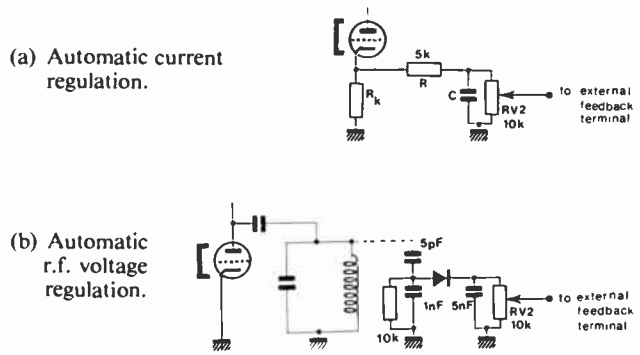 (a) Automatic current
regulation.
5k
R
Rk
C
RV2
10k
to external
feedback
terminal
(b) Automatic
r.f. voltage
regulation.
5pF
1nF
5nF
10k
RV2
10k
to external
feedback
terminal